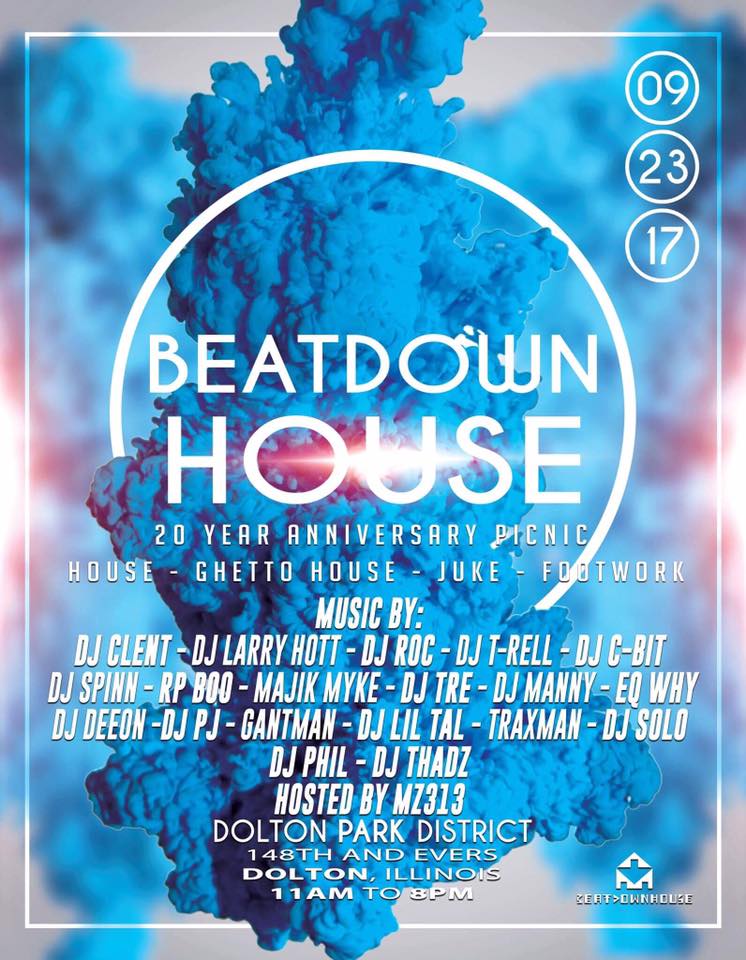 09
23
17
BEATDOWN
HOUSE
20 YEAR ANNIVERSARY PICNIC
HOUSE - GHETTO HOUSE - JUKE - FOOTWORK
MUSIC BY:
DJ CLENT - DJ LARRY HOTT - DJ ROC - DJ T-RELL - DJ C-BIT
DJ SPINN - RP BOO - MAJIK MYKE - DJ TRE - DJ MANNY - EQ WHY
DJ DEEON -DJ PJ - GANTMAN - DJ LIL TAL - TRAXMAN - DJ SOLO
DJ PHIL - DJ THADZ
HOSTED BY MZ313
DOLTON PARK DISTRICT
148TH AND EVERS
DOLTON, ILLINOIS
11AM TO 8PM
BEAT>OWNHOUSE